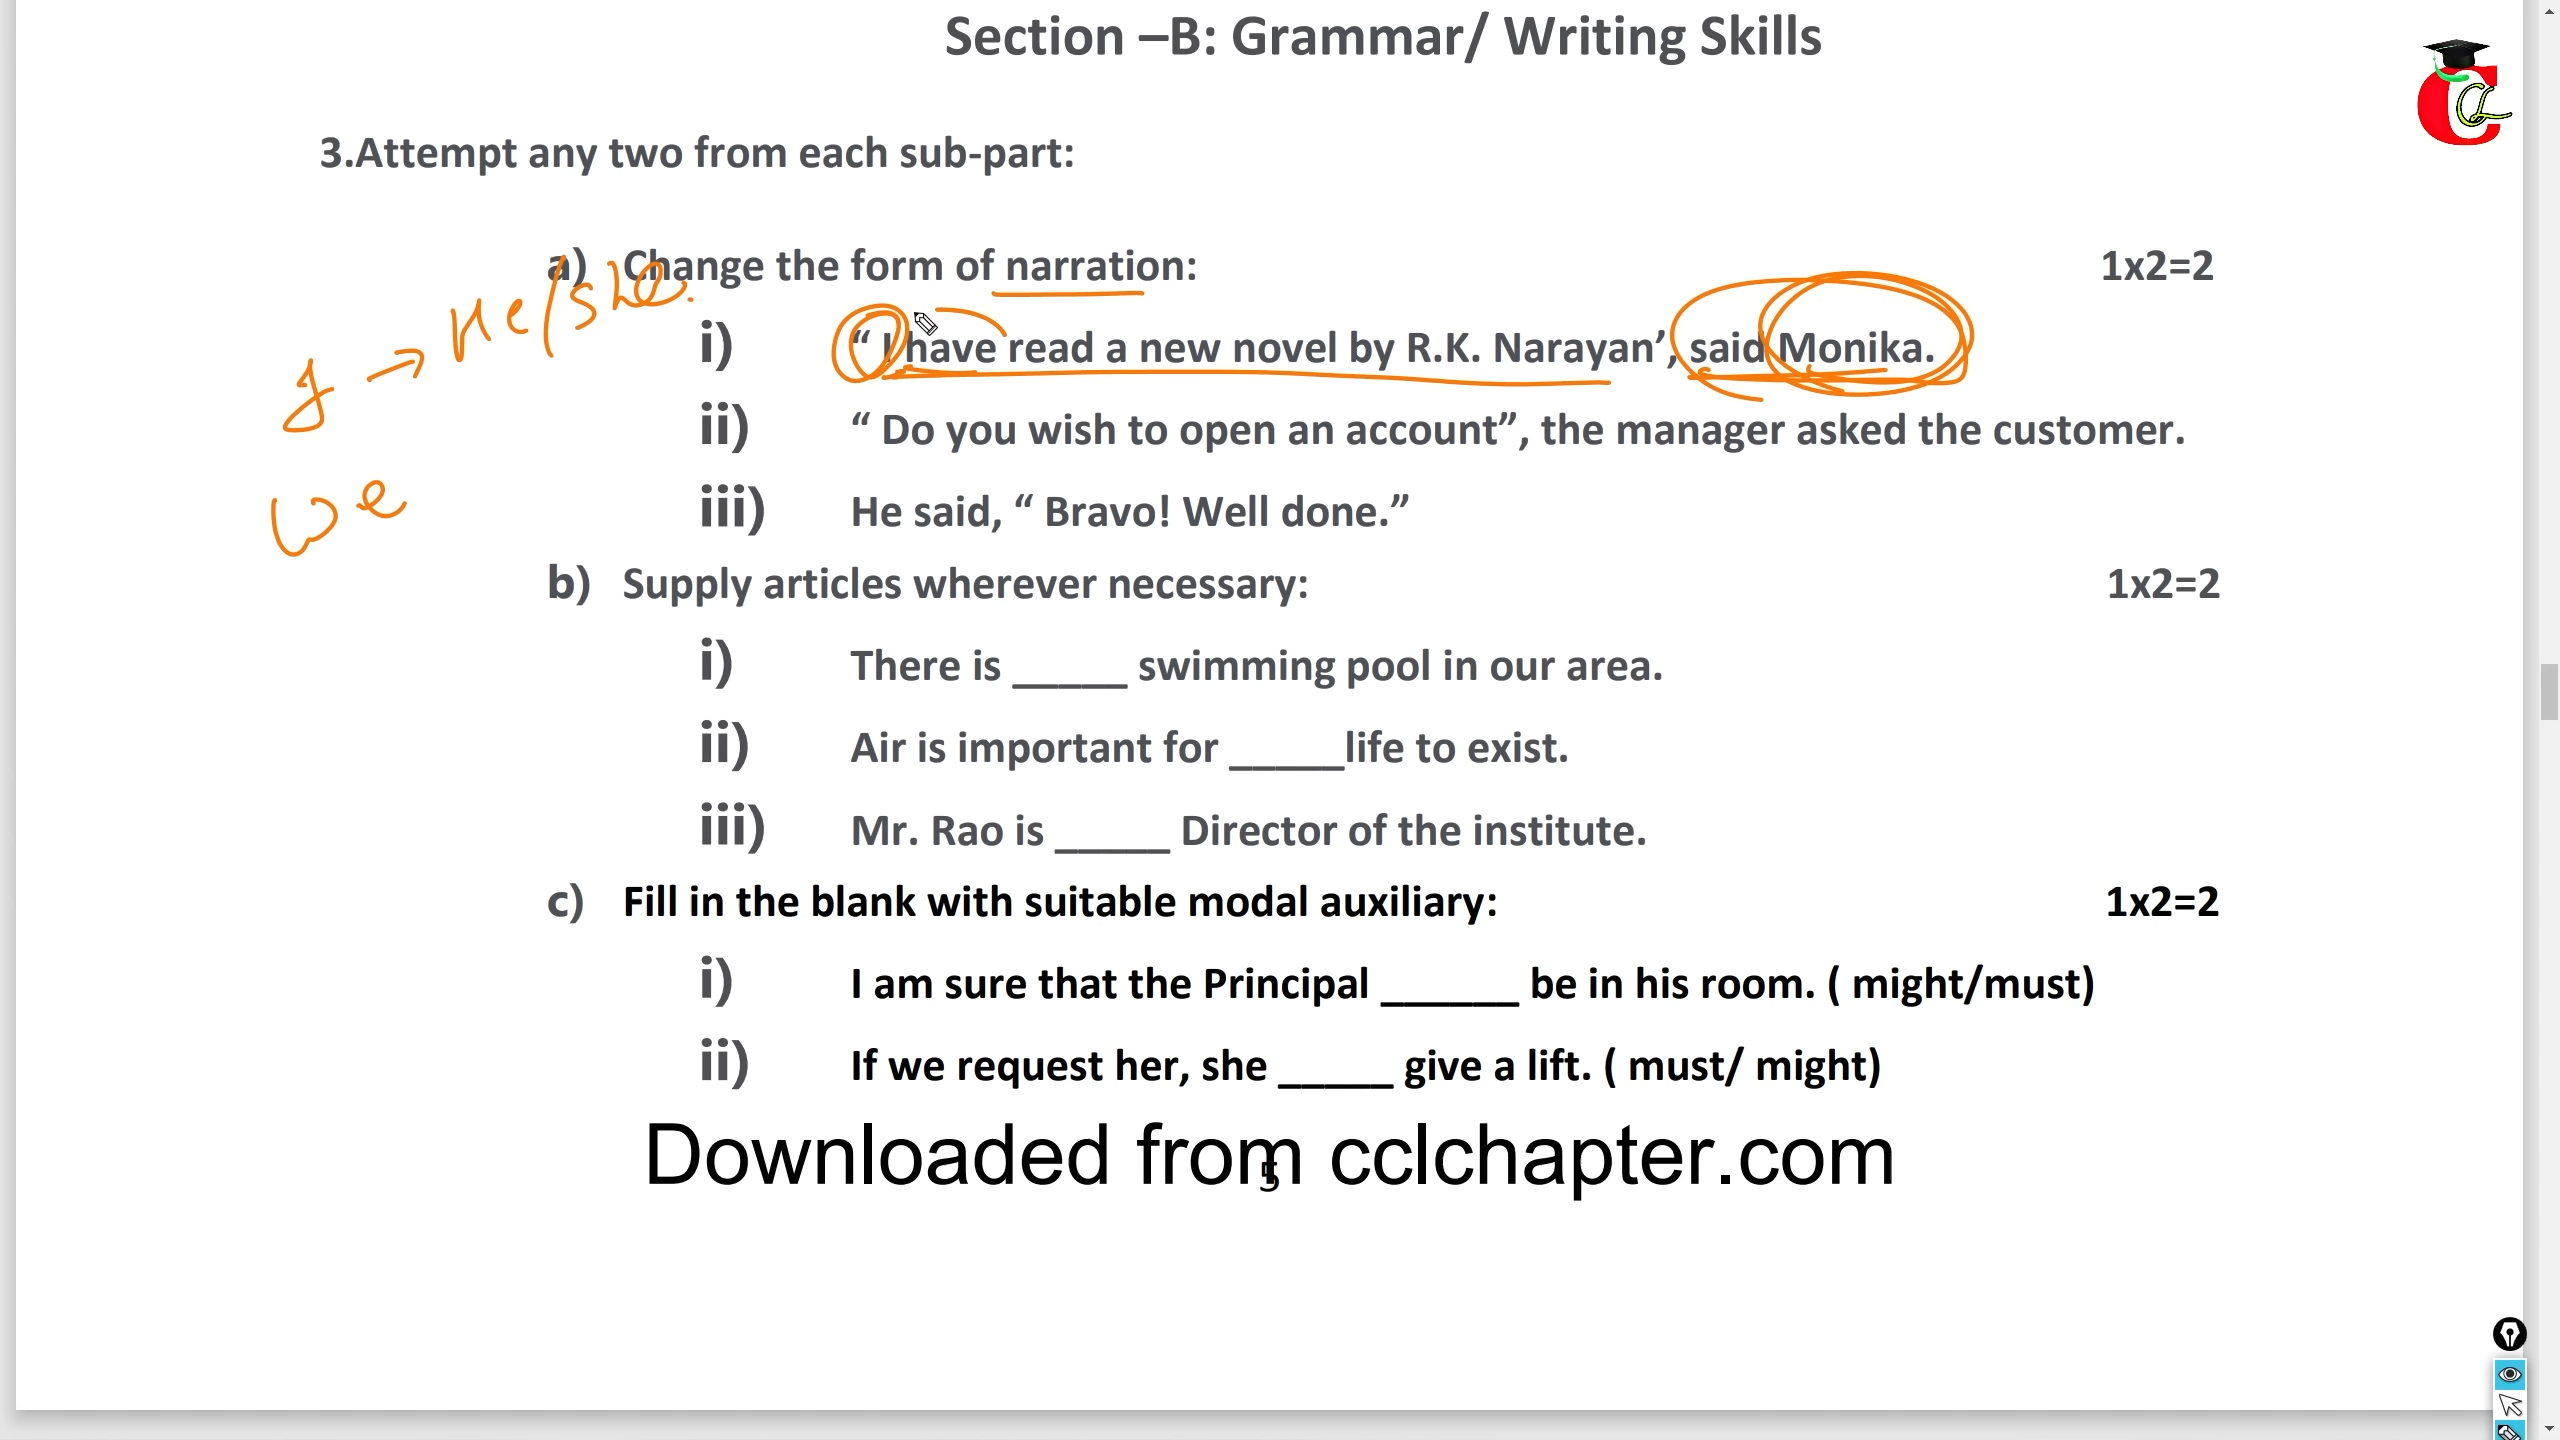 Section –B: Grammar/ Writing Skills
3.Attempt any two from each sub-part:
a) Change the form of narration: 1x2=2
I → He/she.
i) “ I have read a new novel by R.K. Narayan’, said Monika.
ii) “ Do you wish to open an account”, the manager asked the customer.
we
iii) He said, “ Bravo! Well done.”
b) Supply articles wherever necessary: 1x2=2
i) There is _____ swimming pool in our area.
ii) Air is important for _____life to exist.
iii) Mr. Rao is _____ Director of the institute.
c) Fill in the blank with suitable modal auxiliary: 1x2=2
i) I am sure that the Principal ______ be in his room. ( might/must)
ii) If we request her, she _____ give a lift. ( must/ might)
Downloaded from cclchapter.com
5
CL